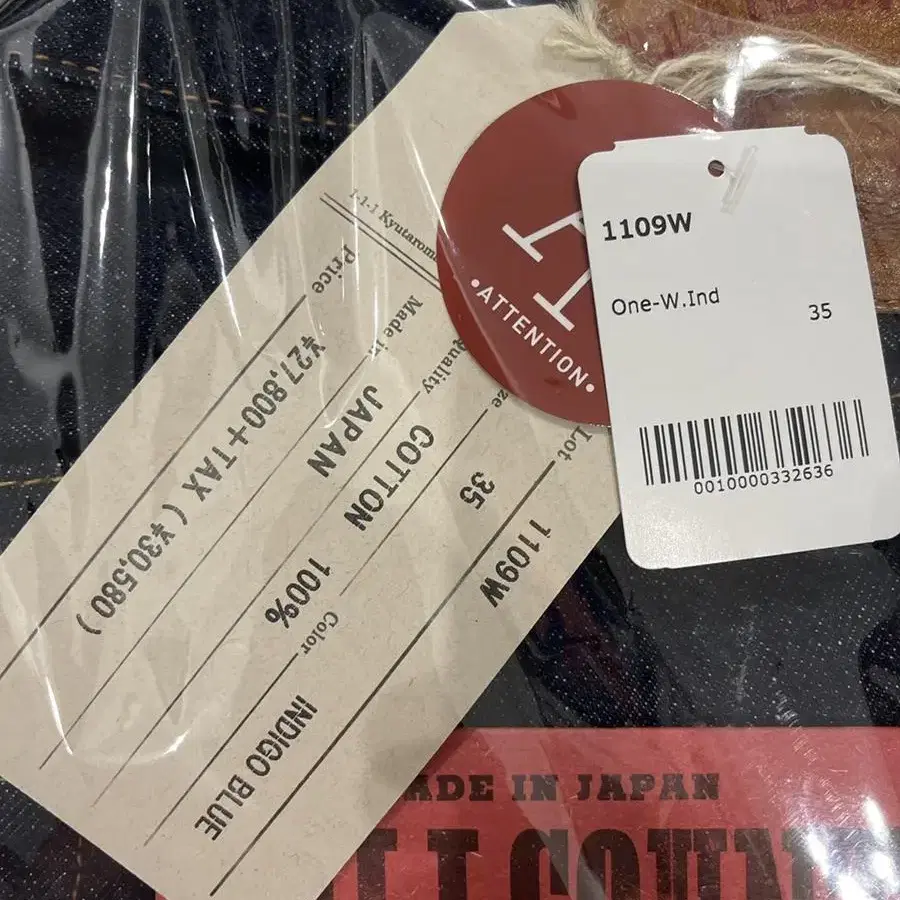 1-1-1 Kyutarom
Price
¥27,800+TAX (¥30,580)
Made in
JAPAN
Quality
COTTON 100%
35
Color
INDIGO BLUE
Lot
1109W
•ATTENTION•
1109W
One-W.Ind
35
0010000332636
MADE IN JAPAN